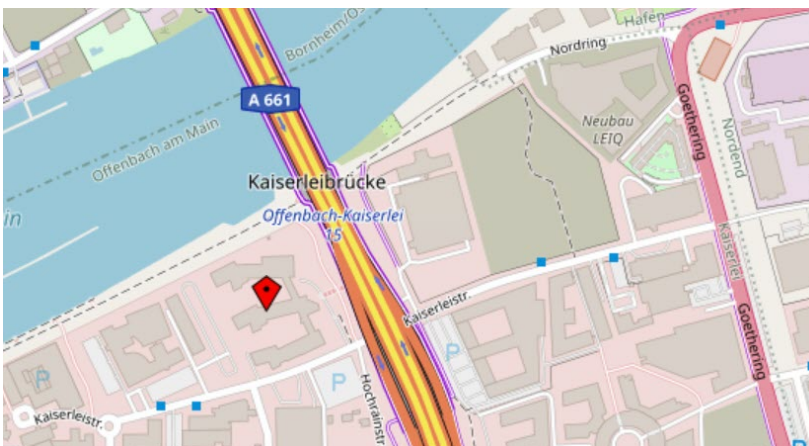 Hafen
Nordring
Bornheim/Os
A 661
Goethering
Neubau
LEIQ
Nordend
Offenbach am Main
Kaiserleibrücke
Offenbach-Kaiserlei
15
in
Kaiserlei
Kaiserleistr.
Goethering
P
P
P
Hochrainstr
Kaiserleistr.
P